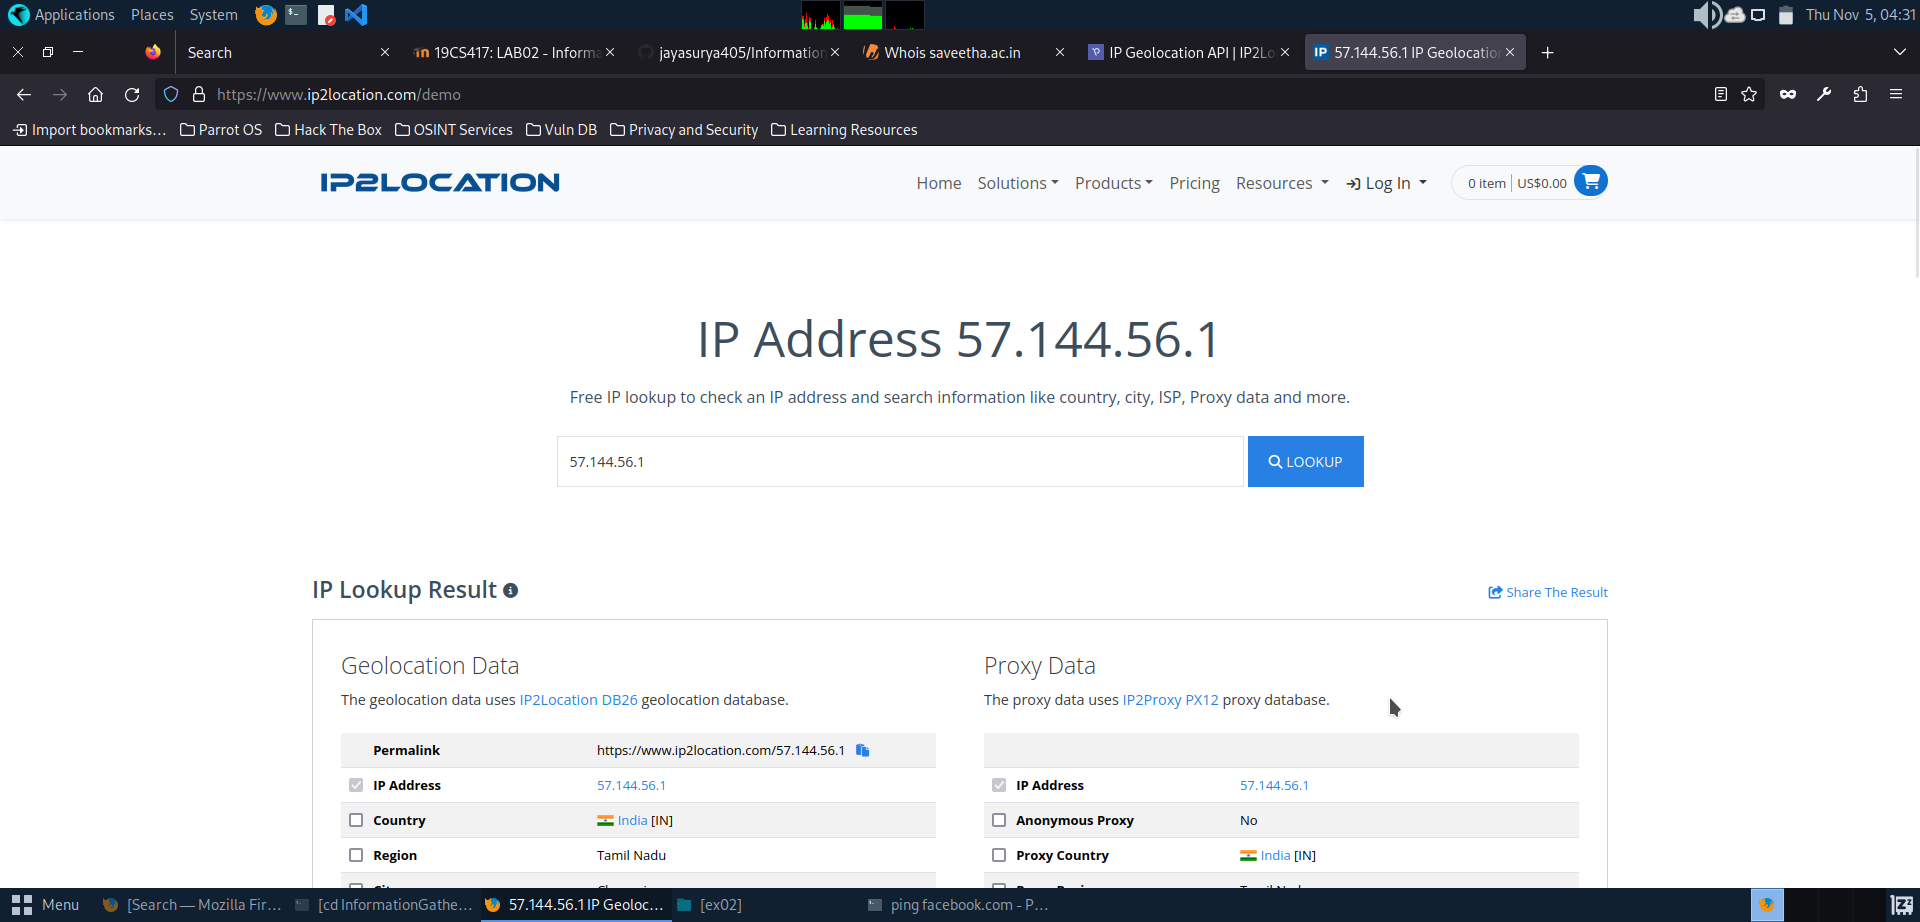 Applications Places System Thu Nov 5, 04:31
Search 19CS417: LAB02 - Informa jayasurya405/Information Whois saveetha.ac.in IP Geolocation API | IP2Lo IP 57.144.56.1 IP Geolocatio
https://www.ip2location.com/demo
Import bookmarks… Parrot OS Hack The Box OSINT Services Vuln DB Privacy and Security Learning Resources
IP2LOCATION Home Solutions Products Pricing Resources Log In 0 item US$0.00
IP Address 57.144.56.1
Free IP lookup to check an IP address and search information like country, city, ISP, Proxy data and more.
57.144.56.1 LOOKUP
IP Lookup Result Share The Result
Geolocation Data
The geolocation data uses IP2Location DB26 geolocation database.
Permalink https://www.ip2location.com/57.144.56.1
IP Address 57.144.56.1
Country India [IN]
Region Tamil Nadu
Proxy Data
The proxy data uses IP2Proxy PX12 proxy database.
IP Address 57.144.56.1
Anonymous Proxy No
Proxy Country India [IN]
Menu [Search — Mozilla Fir… [cd InformationGathe… 57.144.56.1 IP Geoloc… [ex02] ping facebook.com - P…